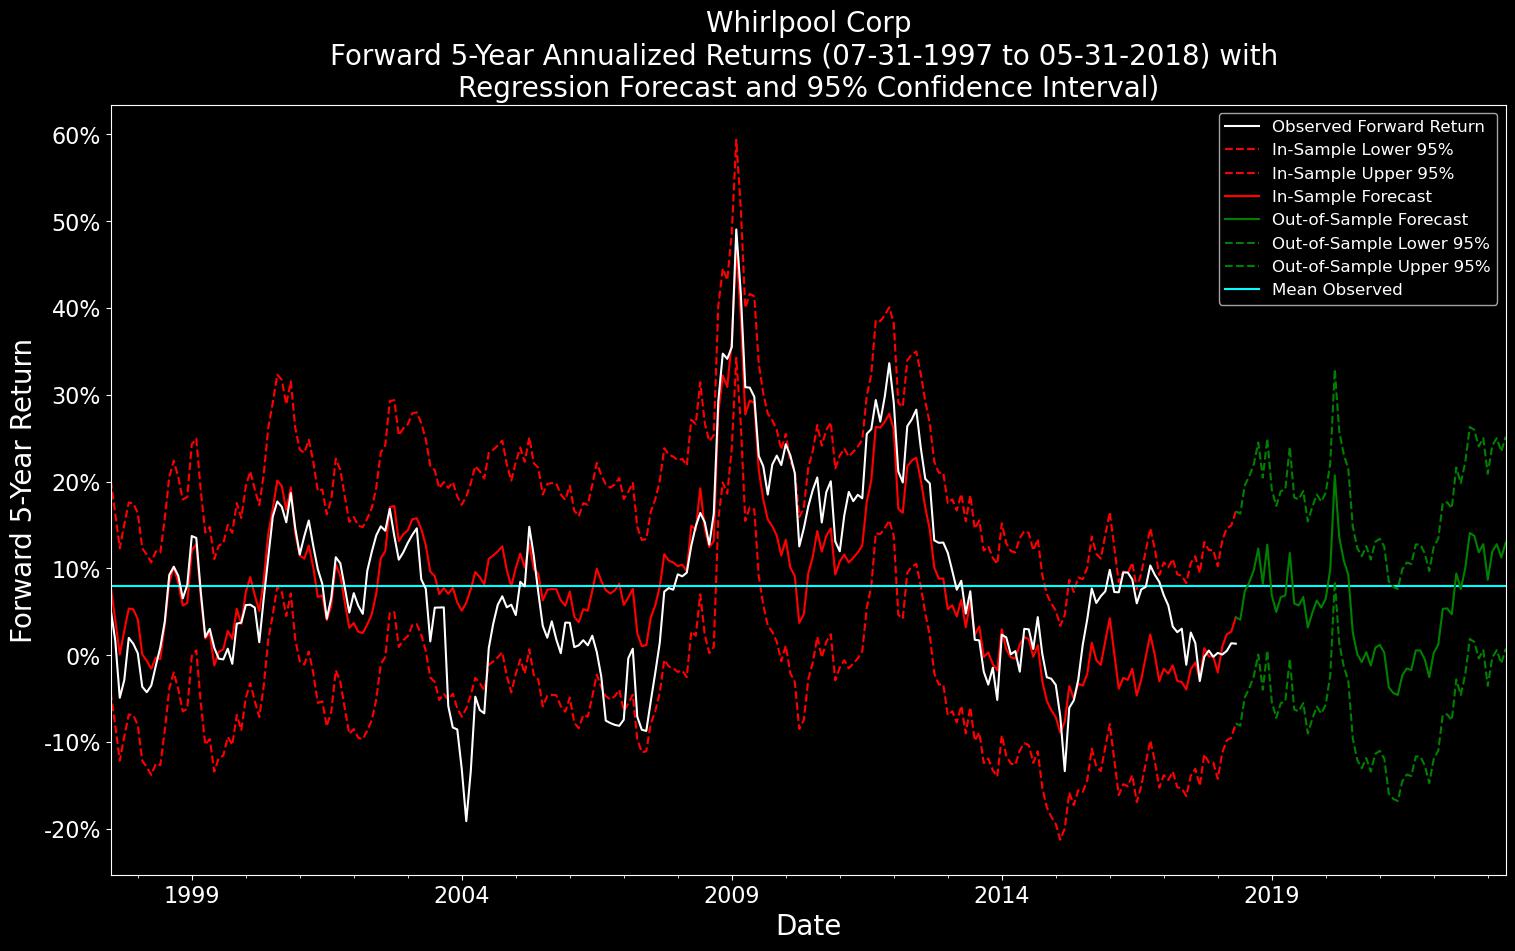 Whirlpool Corp
Forward 5-Year Annualized Returns (07-31-1997 to 05-31-2018) with
Regression Forecast and 95% Confidence Interval)
Forward 5-Year Return
60%
50%
40%
30%
20%
10%
0%
-10%
-20%
Observed Forward Return
In-Sample Lower 95%
In-Sample Upper 95%
In-Sample Forecast
Out-of-Sample Forecast
Out-of-Sample Lower 95%
Out-of-Sample Upper 95%
Mean Observed
1999 2004 2009 2014 2019
Date